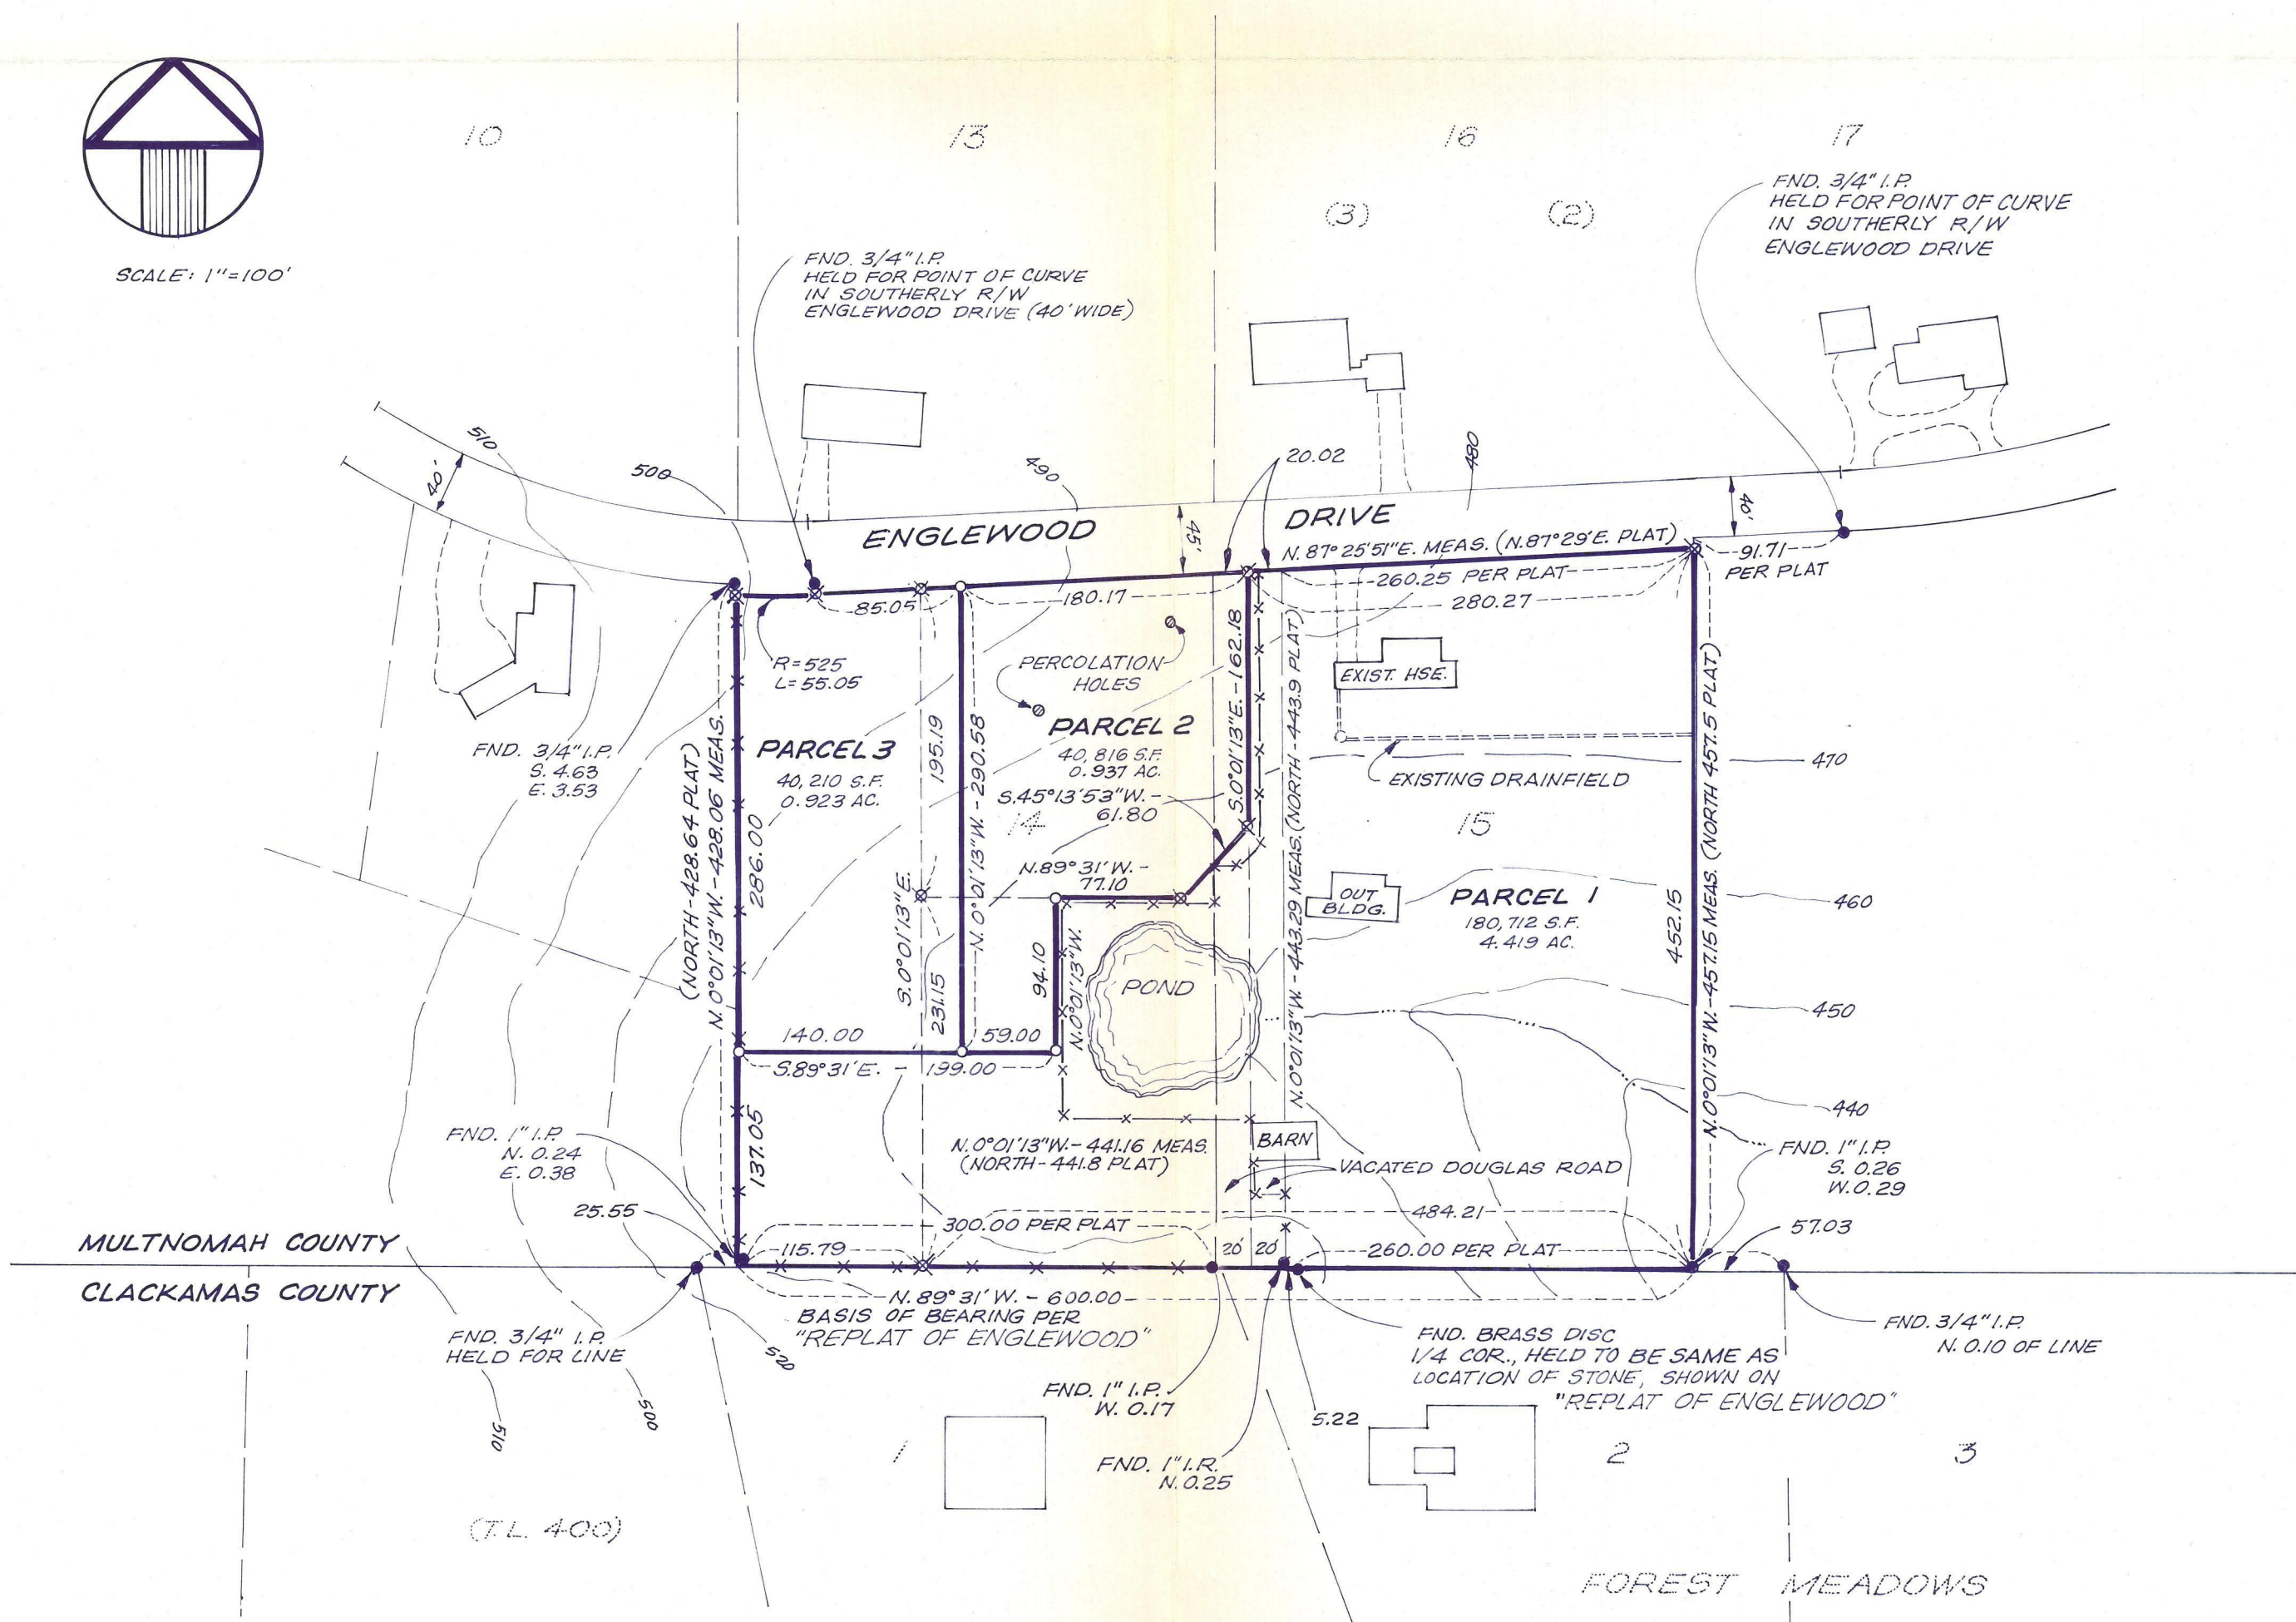 10
13
16
17
SCALE: 1"=100'
FND. 3/4" I.P.
HELD FOR POINT OF CURVE
IN SOUTHERLY R/W
ENGLEWOOD DRIVE (40' WIDE)
(3)
(2)
FND. 3/4" I.P.
HELD FOR POINT OF CURVE
IN SOUTHERLY R/W
ENGLEWOOD DRIVE
510
40'
500
490
20.02
480
ENGLEWOOD DRIVE
45'
40'
N. 87° 25'51"E. MEAS. (N.87°29'E. PLAT)
260.25 PER PLAT
280.27
91.71
PER PLAT
85.05
180.17
R=525
L=55.05
PERCOLATION
HOLES
EXIST. HSE.
FND. 3/4" I.P.
S. 4.63
E. 3.53
PARCEL 3
40,210 S.F.
0.923 AC.
195.19
PARCEL 2
40,816 S.F.
0.937 AC.
S.0°01'13"E.-162.18
N.0°01'13"W.-290.58
S.45°13'53"W.-
61.80
14
N.89°31'W.-
77.10
EXISTING DRAINFIELD
15
470
(NORTH-428.64 PLAT)
N.0°01'13"W.-428.06 MEAS.
286.00
S.0°01'13"E.
231.15
94.10
N.0°01'13"W.
POND
N.0°01'13"W.-443.29 MEAS.(NORTH-443.9 PLAT)
OUT
BLDG.
PARCEL 1
180,712 S.F.
4.419 AC.
452.15
N.0°01'13"W.-457.15 MEAS. (NORTH 457.5 PLAT)
460
450
440
140.00
59.00
S.89°31'E. - 199.00
FND. 1" I.P.
N. 0.24
E. 0.38
137.05
N.0°01'13"W.-441.16 MEAS.
(NORTH-441.8 PLAT)
BARN
VACATED DOUGLAS ROAD
FND. 1" I.P.
S. 0.26
W. 0.29
25.55
300.00 PER PLAT
484.21
57.03
MULTNOMAH COUNTY
115.79
20'
20'
260.00 PER PLAT
CLACKAMAS COUNTY
N. 89°31' W. - 600.00
BASIS OF BEARING PER
"REPLAT OF ENGLEWOOD"
FND. 3/4" I.P.
HELD FOR LINE
520
510
500
FND. 1" I.P.
W. 0.17
FND. 1" I.R.
N. 0.25
5.22
FND. BRASS DISC
1/4 COR., HELD TO BE SAME AS
LOCATION OF STONE, SHOWN ON
"REPLAT OF ENGLEWOOD"
FND. 3/4" I.P.
N. 0.10 OF LINE
1
2
3
(T.L. 400)
FOREST MEADOWS